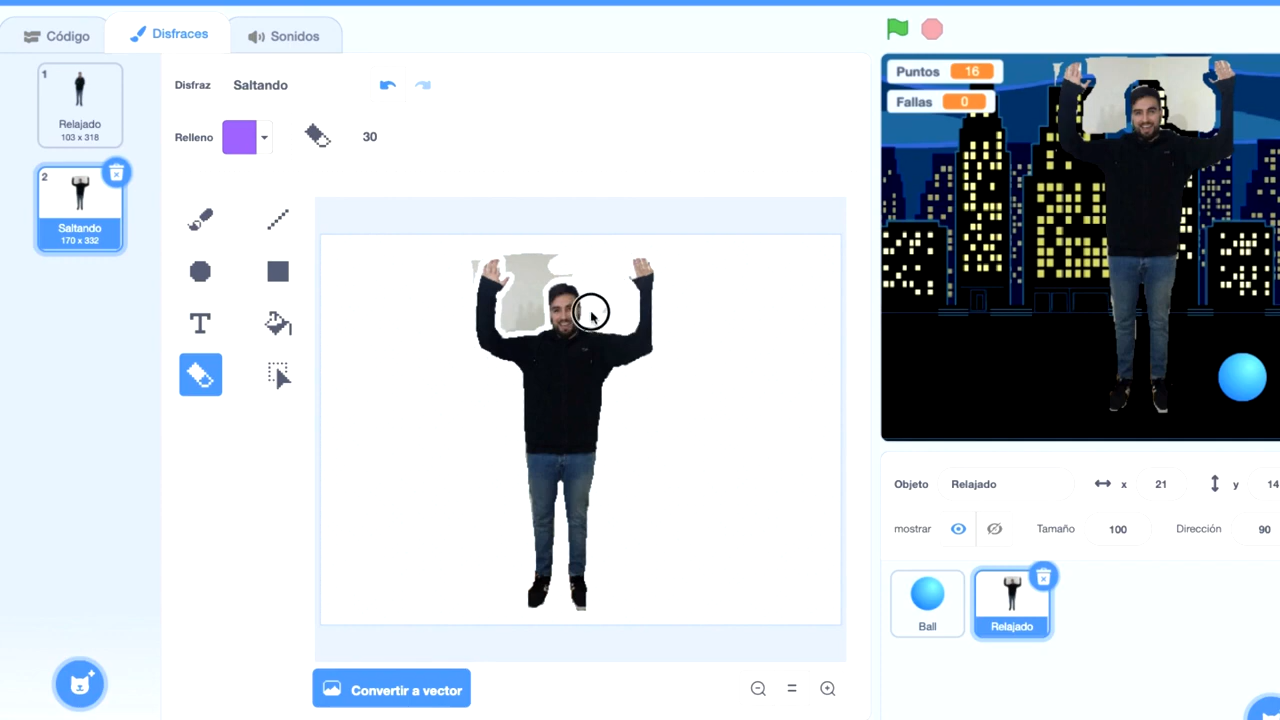 Código
Disfraces
Sonidos
1
Relajado
103 x 318
2
Saltando
170 x 332
Disfraz
Saltando
Relleno
30
T
Convertir a vector
Puntos
16
Fallas
0
Objeto
Relajado
x
21
y
14
mostrar
Tamaño
100
Dirección
90
Ball
Relajado